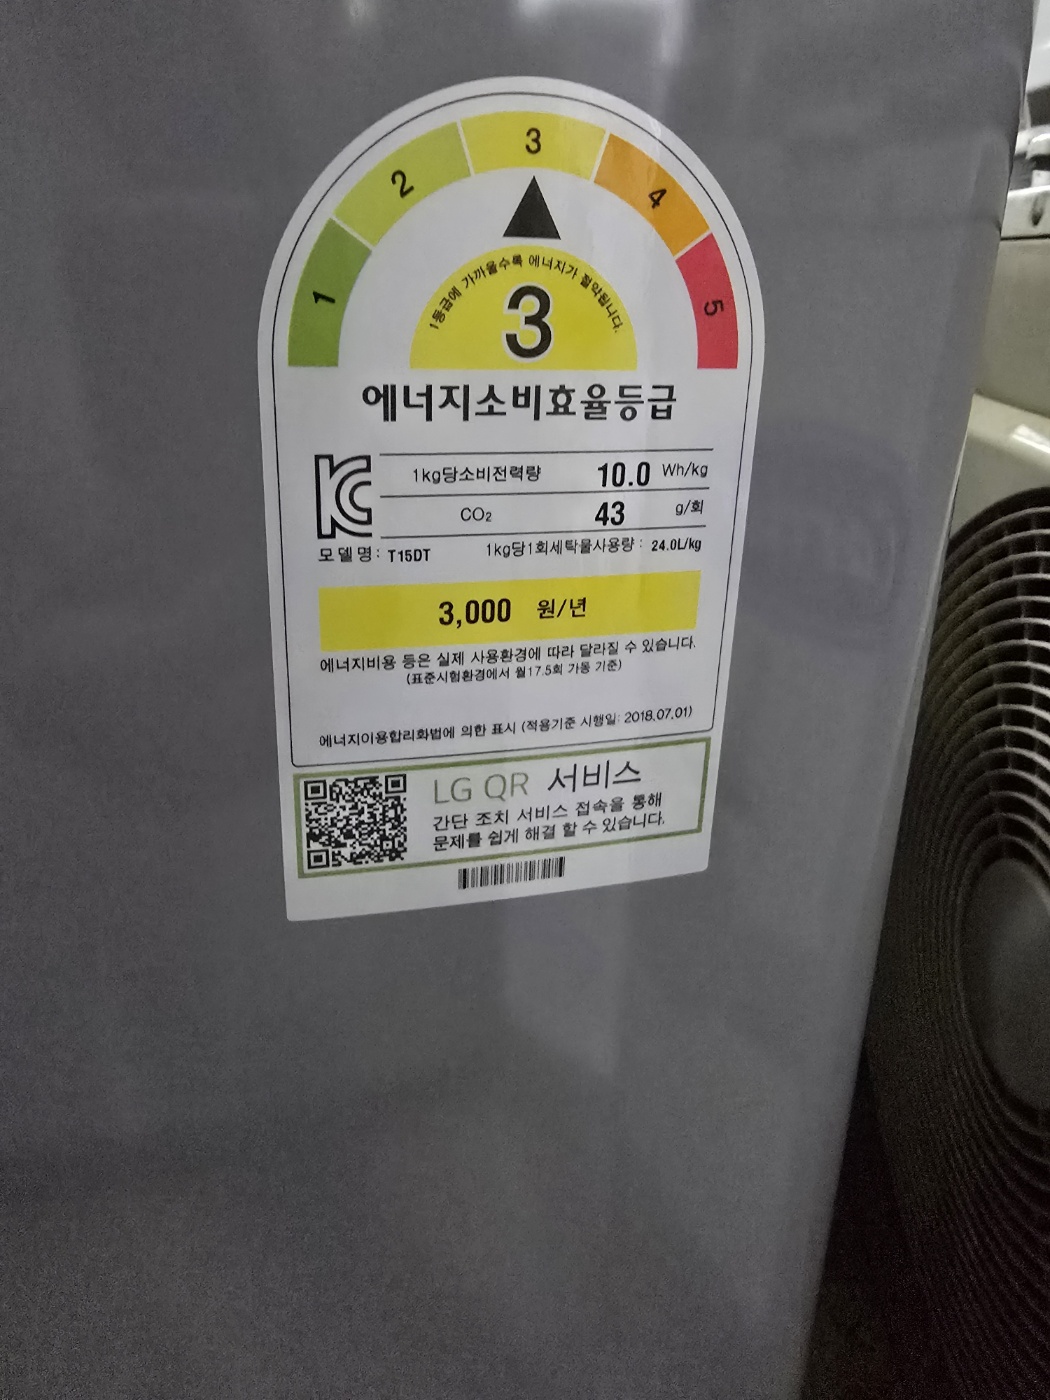 1
2
3
4
5
1등급에 가까울수록 에너지가 절약됩니다.
3
에너지소비효율등급
1kg당소비전력량 10.0 Wh/kg
CO₂ 43 g/회
모델명: T15DT 1kg당1회세탁물사용량 : 24.0L/kg
3,000 원/년
에너지비용 등은 실제 사용환경에 따라 달라질 수 있습니다.
(표준시험환경에서 월17.5회 가동 기준)
에너지이용합리화법에 의한 표시 (적용기준 시행일: 2018.07.01)
LG QR 서비스
간단 조치 서비스 접속을 통해
문제를 쉽게 해결 할 수 있습니다.